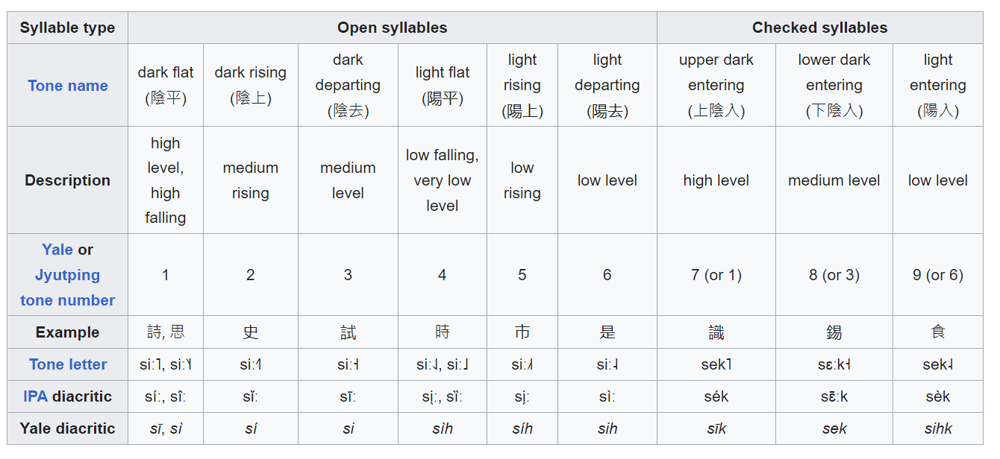 Syllable type Open syllables Checked syllables
Tone name dark flat (陰平) dark rising (陰上) dark departing (陰去) light flat (陽平) light rising (陽上) light departing (陽去) upper dark entering (上陰入) lower dark entering (下陰入) light entering (陽入)
Description high level, high falling medium rising medium level low falling, very low level low rising low level high level medium level low level
Yale or Jyutping tone number 1 2 3 4 5 6 7 (or 1) 8 (or 3) 9 (or 6)
Example 詩, 思 史 試 時 市 是 識 錫 食
Tone letter siː˥, siː˥˧ siː˧˥ siː˧ siː˨˩, siː˩ siː˩˧ siː˨ sek˥ sɛːk˧ sek˨
IPA diacritic síː, sîː sǐː sīː si̖ː, sı̏ː si̗ː sìː sék sɛ̄ːk sèk
Yale diacritic sī, sì sí si sìh síh sih sīk sek sihk